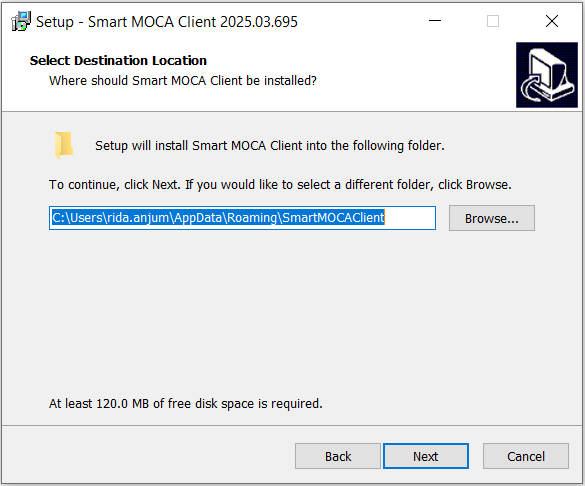 Setup - Smart MOCA Client 2025.03.695
Select Destination Location
Where should Smart MOCA Client be installed?
Setup will install Smart MOCA Client into the following folder.
To continue, click Next. If you would like to select a different folder, click Browse.
C:\Users\rida.anjum\AppData\Roaming\SmartMOCAClient
Browse...
At least 120.0 MB of free disk space is required.
Back
Next
Cancel